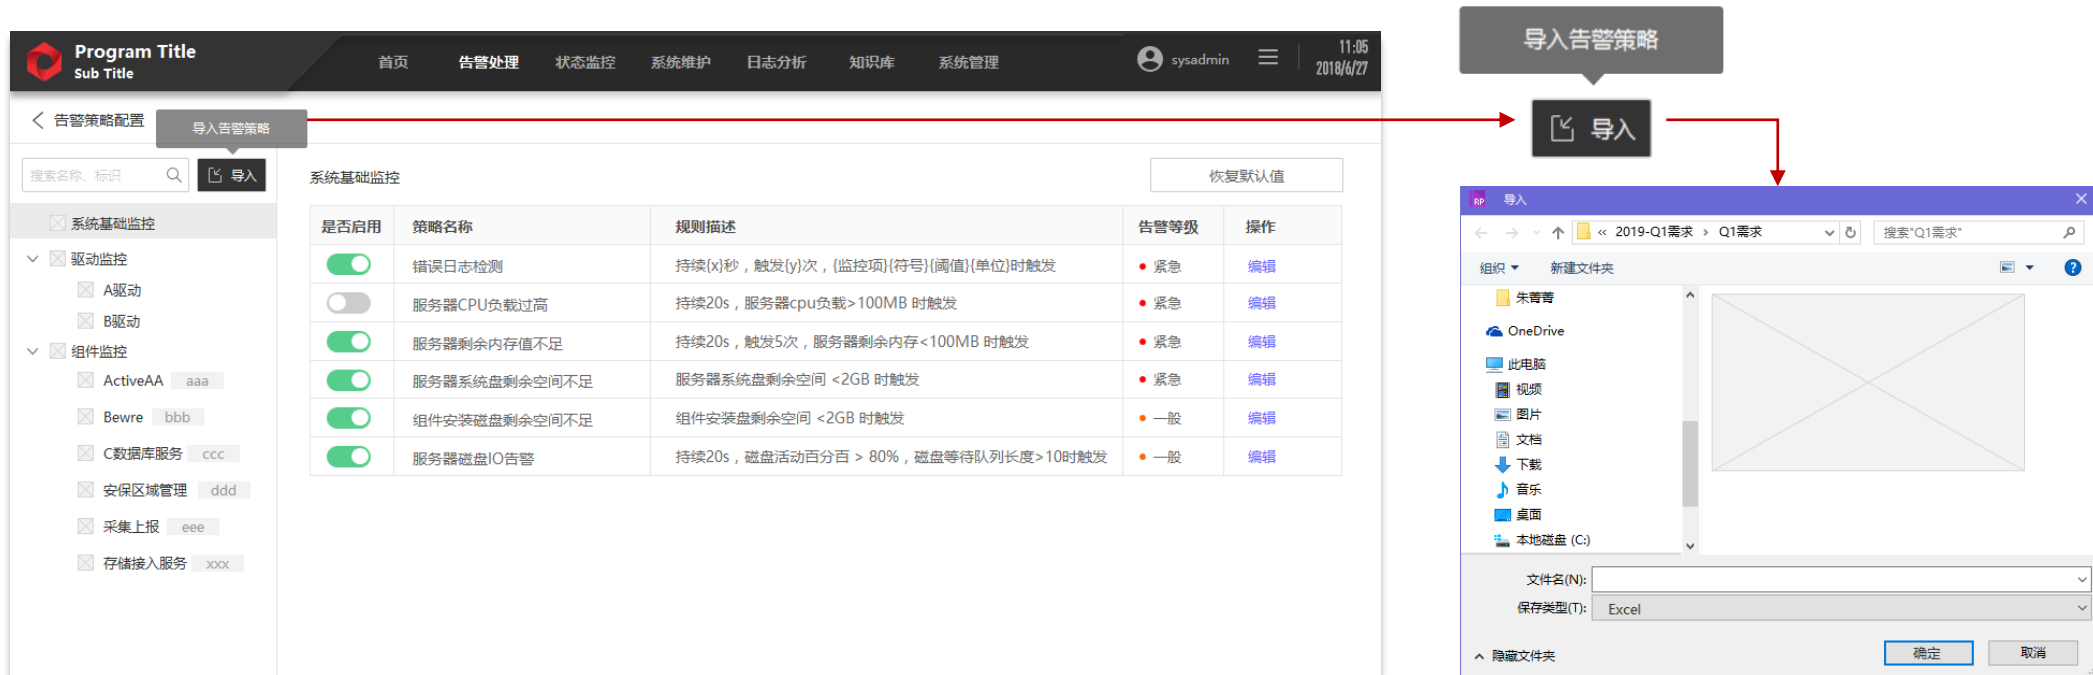 Program Title
Sub Title
首页 告警处理 状态监控 系统维护 日志分析 知识库 系统管理
sysadmin
11:05
2018/6/27
告警策略配置
导入告警策略
搜索名称、标识
导入
系统基础监控
驱动监控
A驱动
B驱动
组件监控
ActiveAA aaa
Bewre bbb
C数据库服务 ccc
安保区域管理 ddd
采集上报 eee
存储接入服务 xxx
系统基础监控
恢复默认值
是否启用 策略名称 规则描述 告警等级 操作
错误日志检测 持续{x}秒，触发{y}次，{监控项}{符号}{阈值}{单位}时触发 紧急 编辑
服务器CPU负载过高 持续20s，服务器cpu负载>100MB 时触发 紧急 编辑
服务器剩余内存值不足 持续20s，触发5次，服务器剩余内存<100MB 时触发 紧急 编辑
服务器系统盘剩余空间不足 服务器系统盘剩余空间 <2GB 时触发 紧急 编辑
组件安装磁盘剩余空间不足 组件安装盘剩余空间 <2GB 时触发 一般 编辑
服务器磁盘IO告警 持续20s，磁盘活动百分百 > 80%，磁盘等待队列长度>10时触发 一般 编辑
导入告警策略
导入
RP 导入
« 2019-Q1需求 › Q1需求
搜索"Q1需求"
组织 新建文件夹
朱菁菁
OneDrive
此电脑
视频
图片
文档
下载
音乐
桌面
本地磁盘 (C:)
文件名(N):
保存类型(T): Excel
隐藏文件夹
确定 取消